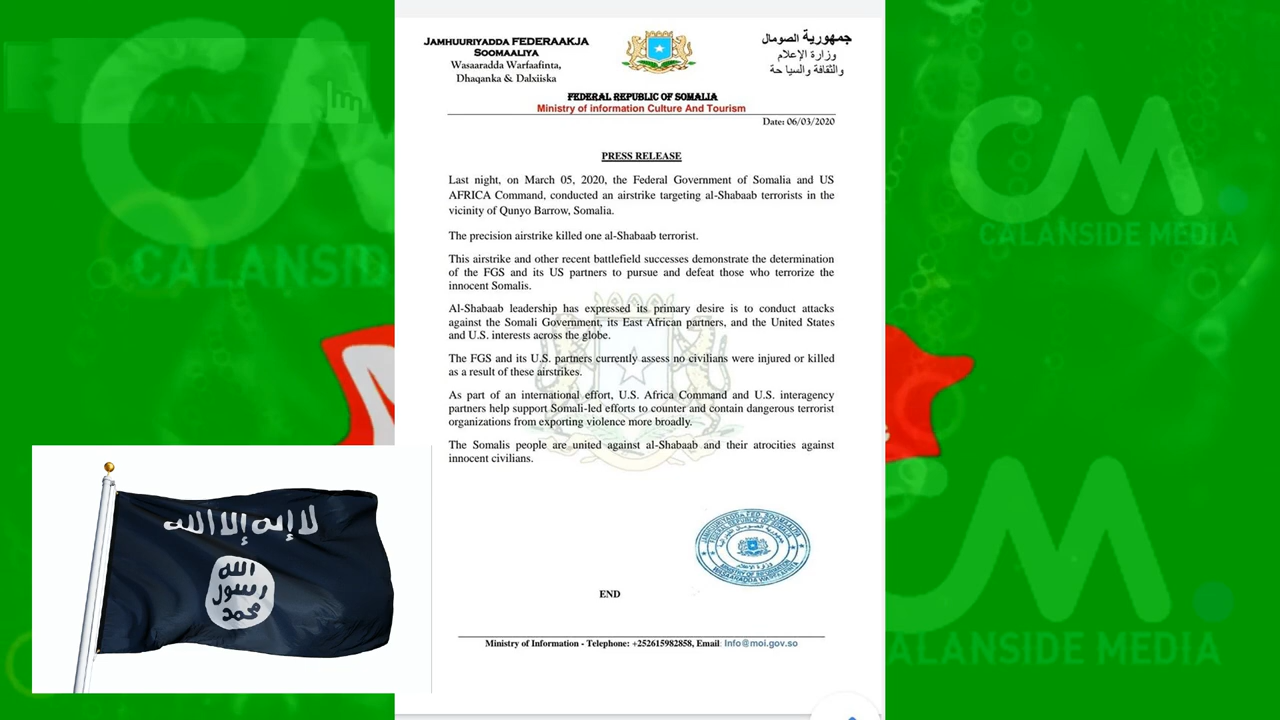 JAMHUURIYADDA FEDERAAKJA
SOOMAALIYA
Wasaaradda Warfaafinta,
Dhaqanka & Dalxiiska
جمهورية الصومال
وزارة الإعلام
والثقافة والسيا حة
FEDERAL REPUBLIC OF SOMALIA
Ministry of information Culture And Tourism
Date: 06/03/2020
PRESS RELEASE
Last night, on March 05, 2020, the Federal Government of Somalia and US
AFRICA Command, conducted an airstrike targeting al-Shabaab terrorists in the
vicinity of Qunyo Barrow, Somalia.
The precision airstrike killed one al-Shabaab terrorist.
This airstrike and other recent battlefield successes demonstrate the determination
of the FGS and its US partners to pursue and defeat those who terrorize the
innocent Somalis.
Al-Shabaab leadership has expressed its primary desire is to conduct attacks
against the Somali Government, its East African partners, and the United States
and U.S. interests across the globe.
The FGS and its U.S. partners currently assess no civilians were injured or killed
as a result of these airstrikes.
As part of an international effort, U.S. Africa Command and U.S. interagency
partners help support Somali-led efforts to counter and contain dangerous terrorist
organizations from exporting violence more broadly.
The Somalis people are united against al-Shabaab and their atrocities against
innocent civilians.
END
Ministry of Information - Telephone: +252615982858, Email: Info@moi.gov.so
لا إله إلا الله
الله
رسول
محمد
CM
CALANSID
CM
CALANSIDE MEDIA
CM
CALANSIDE MEDIA